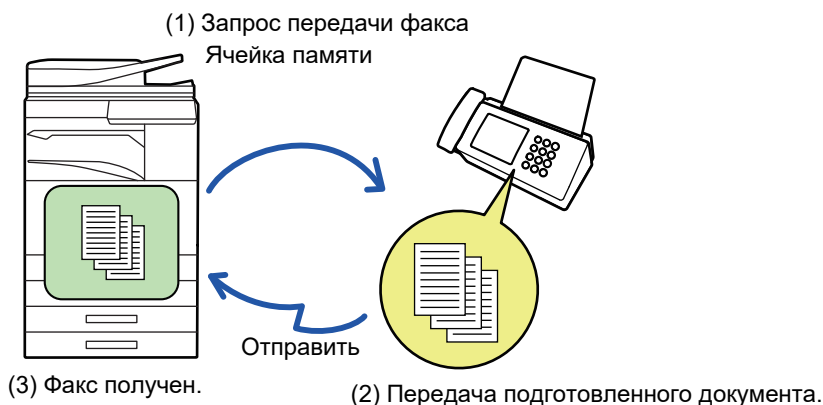 (1) Запрос передачи факса
Ячейка памяти
Отправить
(3) Факс получен.
(2) Передача подготовленного документа.